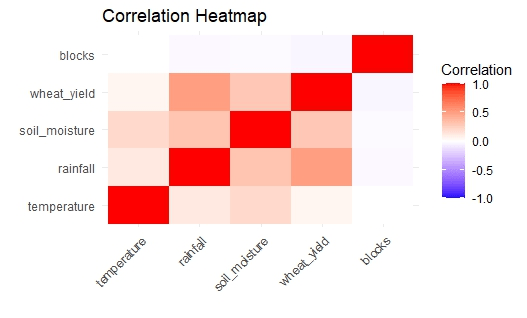 Correlation Heatmap
blocks
wheat_yield
soil_moisture
rainfall
temperature
temperature
rainfall
soil_moisture
wheat_yield
blocks
Correlation
1.0
0.5
0.0
-0.5
-1.0